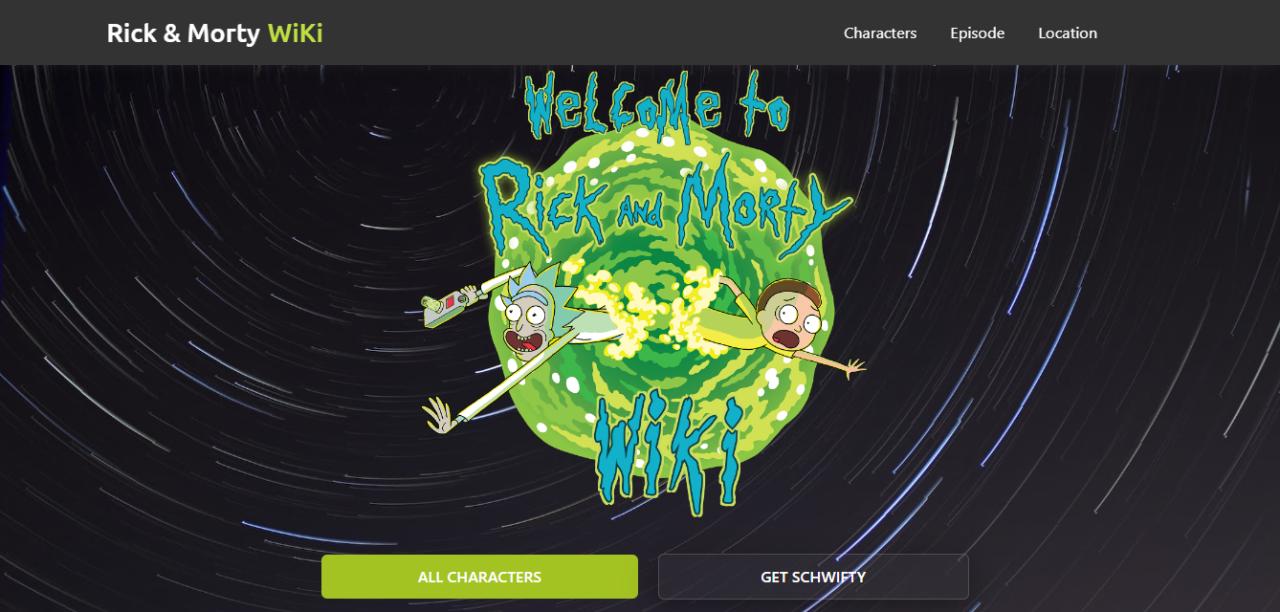 Rick & Morty WiKi
Characters Episode Location
WeLCoMe to
Rick AND MORtY
WiKi
ALL CHARACTERS GET SCHWIFTY